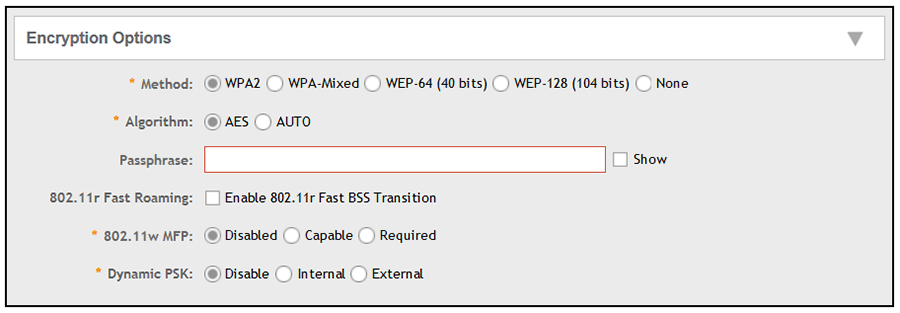 Encryption Options
* Method: WPA2 WPA-Mixed WEP-64 (40 bits) WEP-128 (104 bits) None
* Algorithm: AES AUTO
Passphrase: Show
802.11r Fast Roaming: Enable 802.11r Fast BSS Transition
* 802.11w MFP: Disabled Capable Required
* Dynamic PSK: Disable Internal External